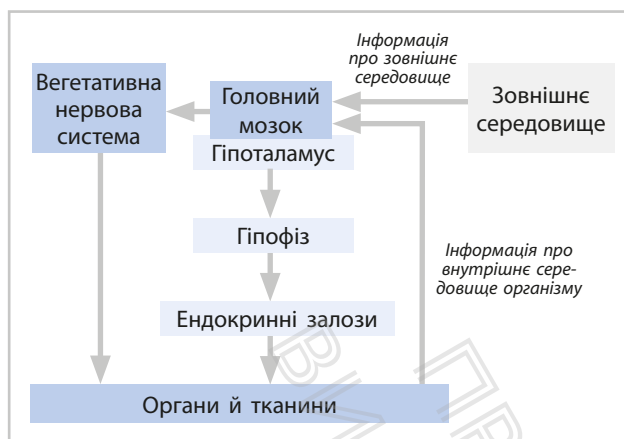 Інформація
про зовнішнє
середовище
Вегетативна
нервова
система
Головний
мозок
Гіпоталамус
Зовнішнє
середовище
Гіпофіз
Інформація про
внутрішнє сере-
довище організму
Ендокринні залози
Органи й тканини